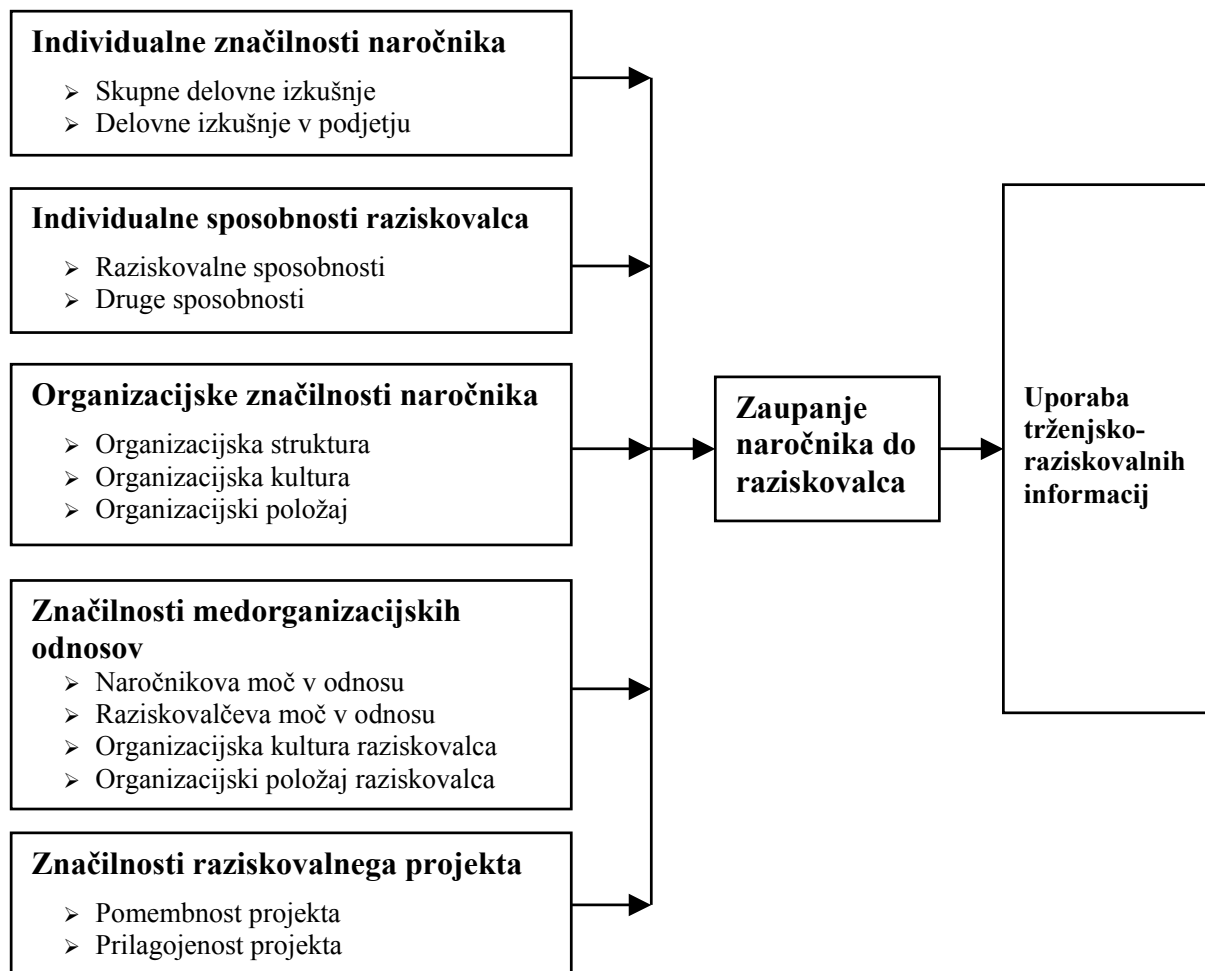 Individualne značilnosti naročnika
➢ Skupne delovne izkušnje
➢ Delovne izkušnje v podjetju
Individualne sposobnosti raziskovalca
➢ Raziskovalne sposobnosti
➢ Druge sposobnosti
Organizacijske značilnosti naročnika
➢ Organizacijska struktura
➢ Organizacijska kultura
➢ Organizacijski položaj
Značilnosti medorganizacijskih
odnosov
➢ Naročnikova moč v odnosu
➢ Raziskovalčeva moč v odnosu
➢ Organizacijska kultura raziskovalca
➢ Organizacijski položaj raziskovalca
Značilnosti raziskovalnega projekta
➢ Pomembnost projekta
➢ Prilagojenost projekta
Zaupanje
naročnika do
raziskovalca
Uporaba
trženjsko-
raziskovalnih
informacij